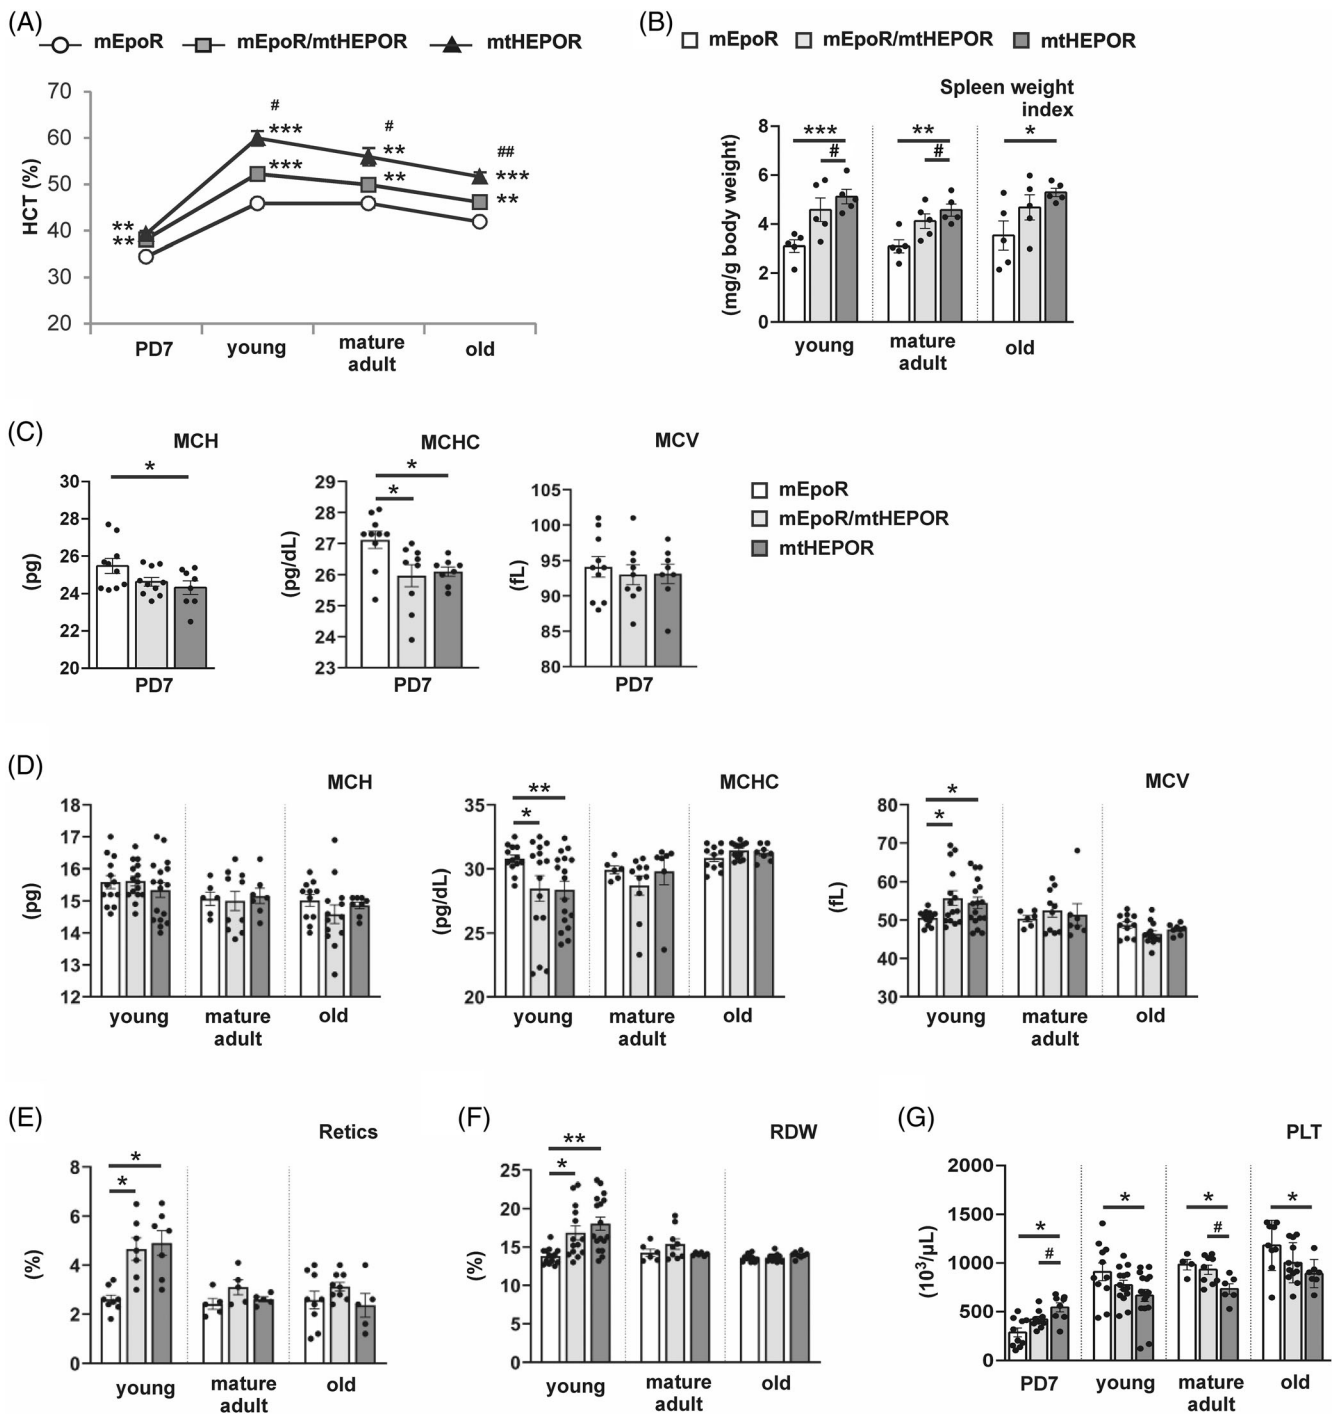 (A)
mEpoR
mEpoR/mtHEPOR
mtHEPOR
HCT (%)
70
60
50
40
30
20
#
***
***
#
**
**
##
***
**
**
**
PD7
young
mature
adult
old
(B)
mEpoR
mEpoR/mtHEPOR
mtHEPOR
Spleen weight
index
(mg/g body weight)
8
6
4
2
0
***
#
**
#
*
young
mature
adult
old
(C)
MCH
(pg)
30
28
26
24
22
20
*
PD7
MCHC
(pg/dL)
29
28
27
26
25
24
23
*
*
PD7
MCV
(fL)
105
100
95
90
85
80
PD7
mEpoR
mEpoR/mtHEPOR
mtHEPOR
(D)
MCH
(pg)
18
17
16
15
14
13
12
young
mature
adult
old
MCHC
(pg/dL)
35
30
25
20
**
*
young
mature
adult
old
MCV
(fL)
80
70
60
50
40
30
*
*
young
mature
adult
old
(E)
Retics
(%)
8
6
4
2
0
*
*
young
mature
adult
old
(F)
RDW
(%)
25
20
15
10
5
0
**
*
young
mature
adult
old
(G)
PLT
(10³/µL)
2000
1500
1000
500
0
*
#
*
*
#
*
PD7
young
mature
adult
old